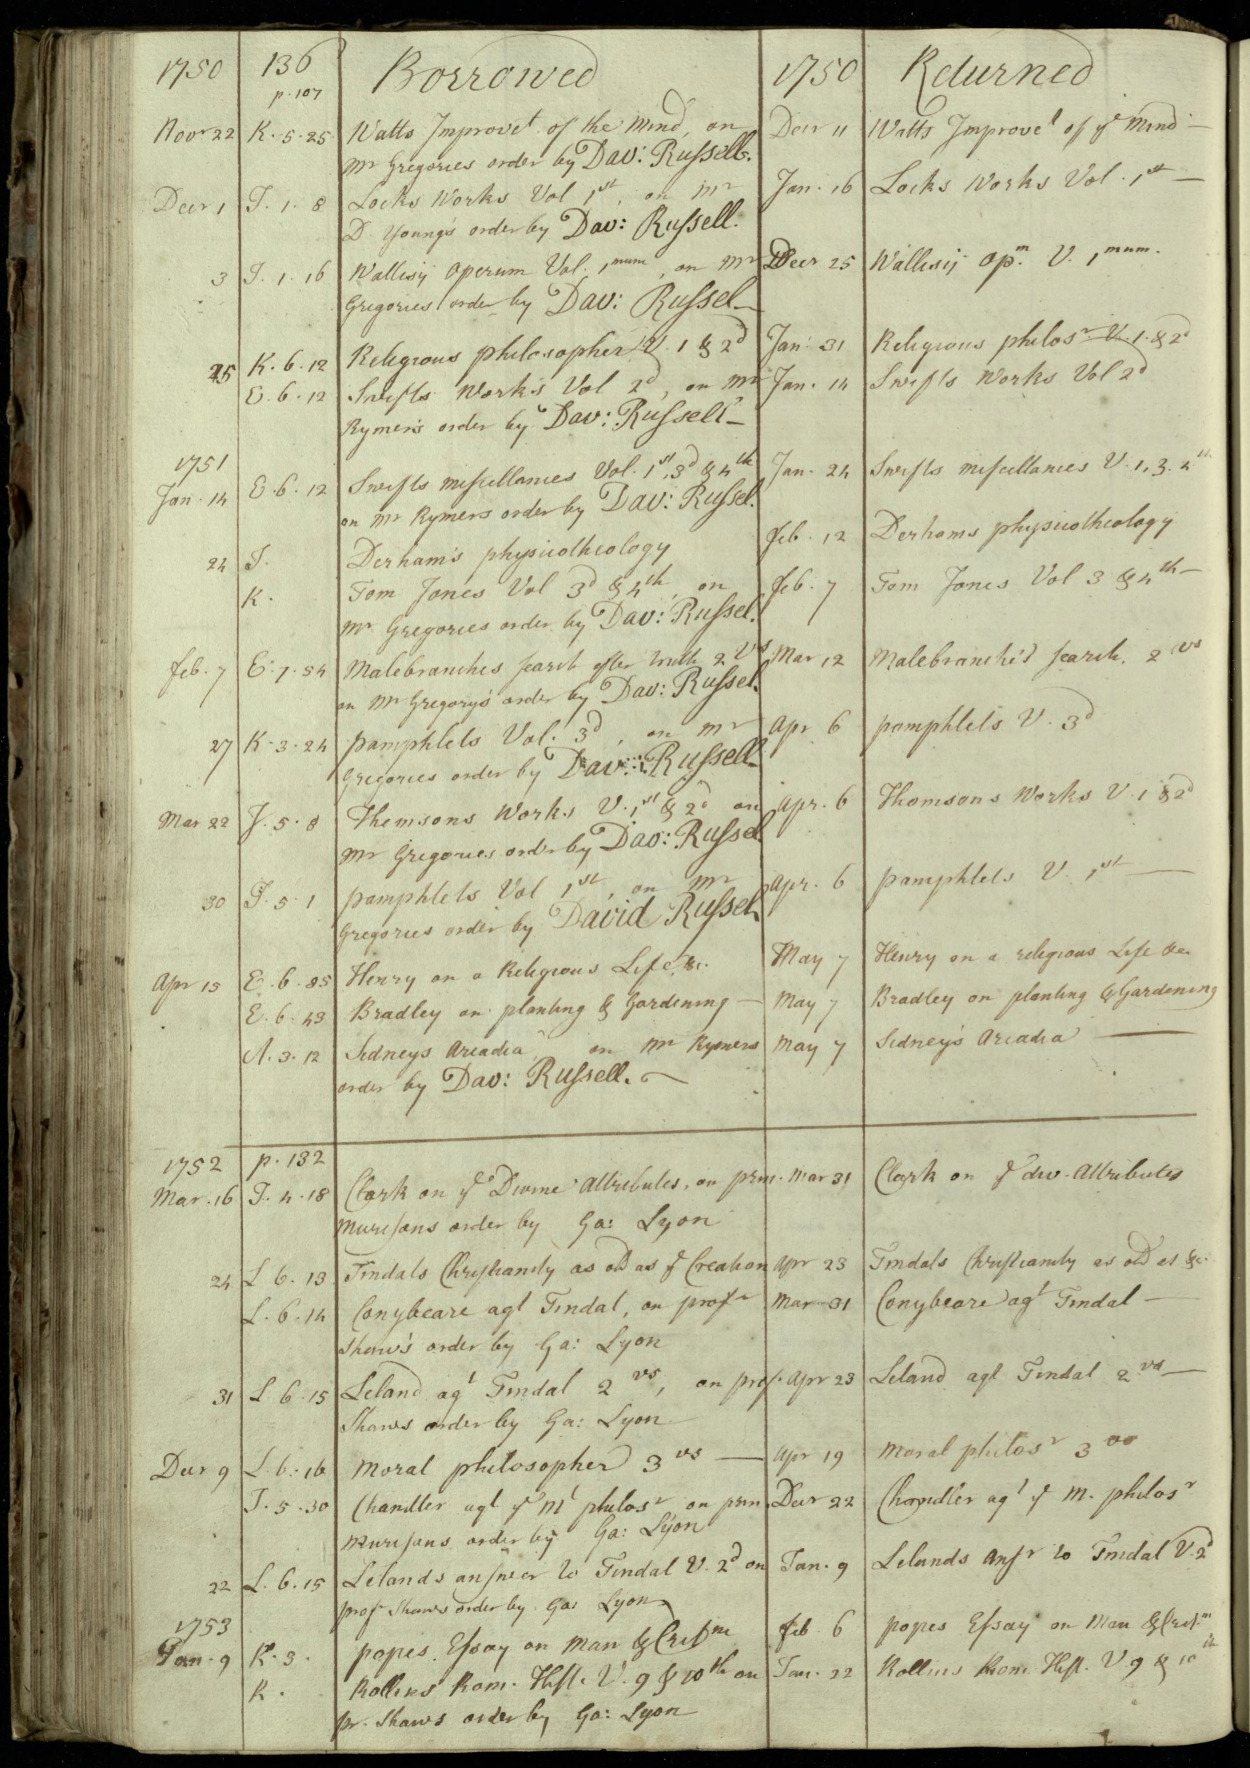 1750 136 Borrowed 1750 Returned
p. 107
Novr 22 K. 5. 25 Watts Improvet. of the Mind, on Decr 11 Watts Improvet of ye Mind —
Mr Gregories order by Dav: Russell.
Decr 1 J. 1. 8 Locks Works Vol 1st, on Mr Jan. 16 Locks Works Vol. 1st —
D Young's order by Dav: Russell.
3 J. 1. 16 Wallisij Operum Vol. 1mum, on Mr Decr 25 Wallisij Opm. V. 1mum.
Gregories order by Dav: Russel
25 K. 6. 12 Religious philosopher V. 1 & 2d Jan. 31 Religious philosr V. 1. & 2d
E. 6. 12 Swifts Works Vol 2d, on Mr Jan. 14 Swifts Works Vol 2d
Rymer's order by Dav: Russell
1751
Jan. 14 E. 6. 12 Swifts miscellanies Vol. 1st, 3d & 4th Jan. 24 Swifts miscellanies V. 1. 3. 4th
on Mr Rymers order by Dav: Russel.
24 J. Derham's physicotheology feb. 12 Derhams physicotheology
K. Tom Jones Vol 3d & 4th, on feb. 7 Tom Jones Vol 3 & 4th —
Mr Gregories order by Dav: Russel.
feb. 7 E. 7. 54 Malebranches search after truth 2 Vs Mar 12 Malebranche's search. 2 vs
on Mr Gregory's order by Dav: Russel.
27 K. 3. 24 pamphlets Vol. 3d, on Mr Apr 6 pamphlets V. 3d
Gregories order by Dav: Russell
Mar 22 J. 5. 8 Thomsons Works V. 1st & 2d on Apr. 6 Thomsons Works V. 1 & 2d
Mr Gregories order by Dav: Russel
30 J. 5. 1 pamphlets Vol 1st, on Mr Apr. 6 pamphlets V. 1st —
Gregories order by David Russel
Apr 15 E. 6. 85 Henry on a Religious Life &c. May 7 Henry on a religious Life &c.
E. 6. 43 Bradley on planting & Gardening — May 7 Bradley on planting & Gardening
A. 3. 12 Sidneys Arcadia, on Mr Rymers May 7 Sidney's Arcadia —
order by Dav: Russell.
1752 p. 132
Mar. 16 J. 4. 18 Clark on ye Divine Attributes, on prin. Mar 31 Clark on ye div. Attributes
Murisons order by Ga: Lyon
24 L. 6. 13 Tindals Christianity as old as ye Creation Apr 23 Tindals Christianity as old as &c.
L. 6. 14 Conybeare agt Tindal, on profr Mar 31 Conybeare agt Tindal —
Shaw's order by Ga: Lyon
31 L. 6. 15 Leland agt Tindal 2 vs, on prof. Apr 23 Leland agt Tindal 2 vs —
Shaws order by Ga: Lyon
Decr 9 L. 6. 16 Moral philosopher 3 vs — Apr 19 Moral philosr 3 vs
J. 5. 30 Chandler agt ye Ml philosr, on prin Decr 22 Chandler agt ye M. philosr
Murisons order by Ga: Lyon
22 L. 6. 15 Lelands answer to Tindal V. 2d on Jan. 9 Lelands Ansr to Tindal V. 2d
prof Shaws order by Ga: Lyon
1753
Jan. 9 K. 3. popes Essay on Man & Crism feb 6 popes Essay on Man & Critm
K. Rollins Rom. Hist. V. 9 & 10th on Jan. 22 Rollins Rom. Hist. V. 9 & 10th
pr. Shaws order by Ga: Lyon